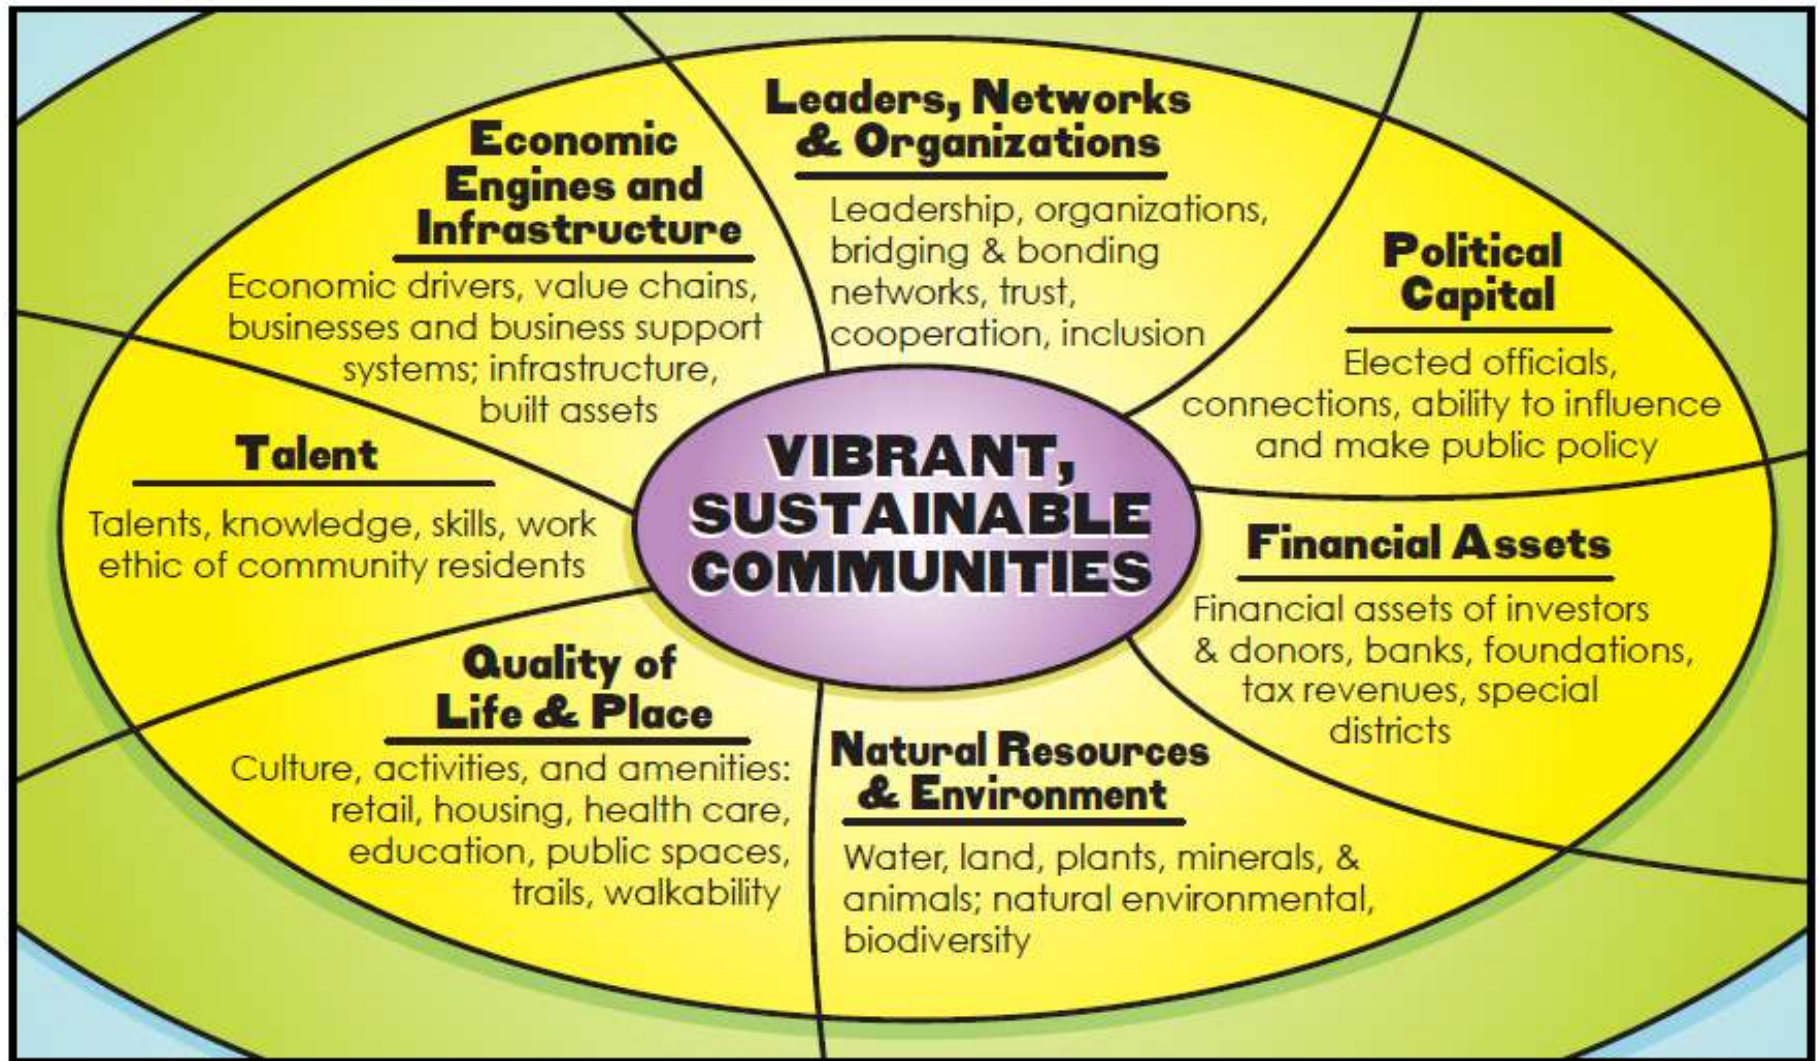 Leaders, Networks
& Organizations
Leadership, organizations,
bridging & bonding
networks, trust,
cooperation, inclusion
Political
Capital
Elected officials,
connections, ability to influence
and make public policy
Financial Assets
Financial assets of investors
& donors, banks, foundations,
tax revenues, special
districts
Natural Resources
& Environment
Water, land, plants, minerals, &
animals; natural environmental,
biodiversity
Quality of
Life & Place
Culture, activities, and amenities:
retail, housing, health care,
education, public spaces,
trails, walkability
Talent
Talents, knowledge, skills, work
ethic of community residents
Economic
Engines and
Infrastructure
Economic drivers, value chains,
businesses and business support
systems; infrastructure,
built assets
VIBRANT,
SUSTAINABLE
COMMUNITIES